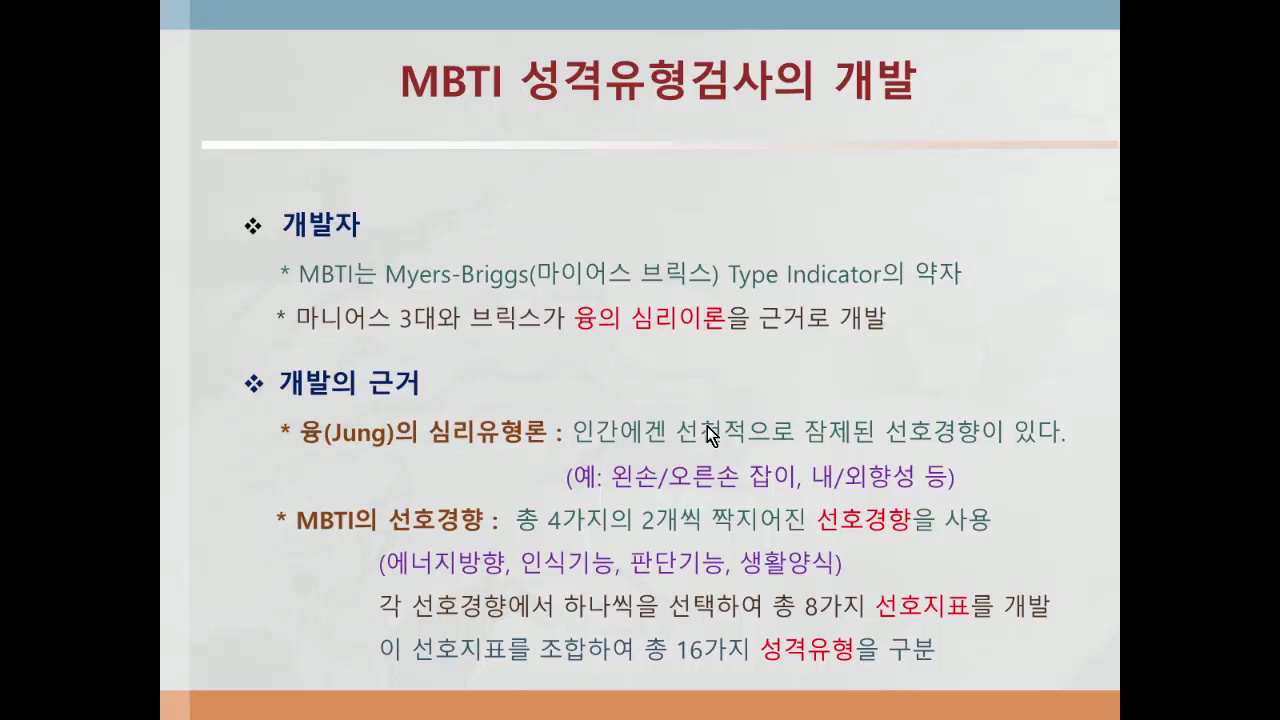 MBTI 성격유형검사의 개발
❖ 개발자
* MBTI는 Myers-Briggs(마이어스 브릭스) Type Indicator의 약자
* 마니어스 3대와 브릭스가 융의 심리이론을 근거로 개발
❖ 개발의 근거
* 융(Jung)의 심리유형론 : 인간에겐 선천적으로 잠제된 선호경향이 있다.
(예: 왼손/오른손 잡이, 내/외향성 등)
* MBTI의 선호경향 : 총 4가지의 2개씩 짝지어진 선호경향을 사용
(에너지방향, 인식기능, 판단기능, 생활양식)
각 선호경향에서 하나씩을 선택하여 총 8가지 선호지표를 개발
이 선호지표를 조합하여 총 16가지 성격유형을 구분